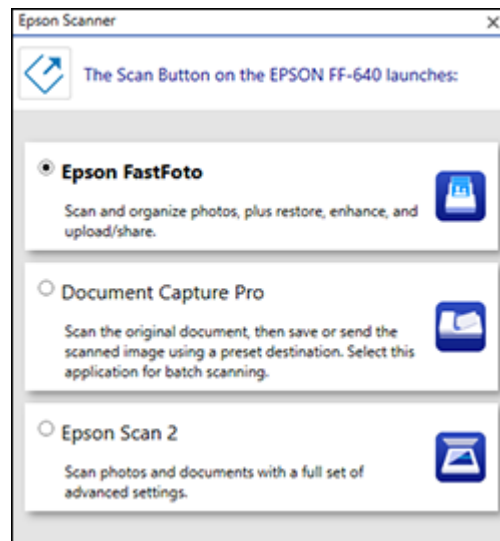 Epson Scanner
The Scan Button on the EPSON FF-640 launches:
Epson FastFoto
Scan and organize photos, plus restore, enhance, and
upload/share.
Document Capture Pro
Scan the original document, then save or send the
scanned image using a preset destination. Select this
application for batch scanning.
Epson Scan 2
Scan photos and documents with a full set of
advanced settings.